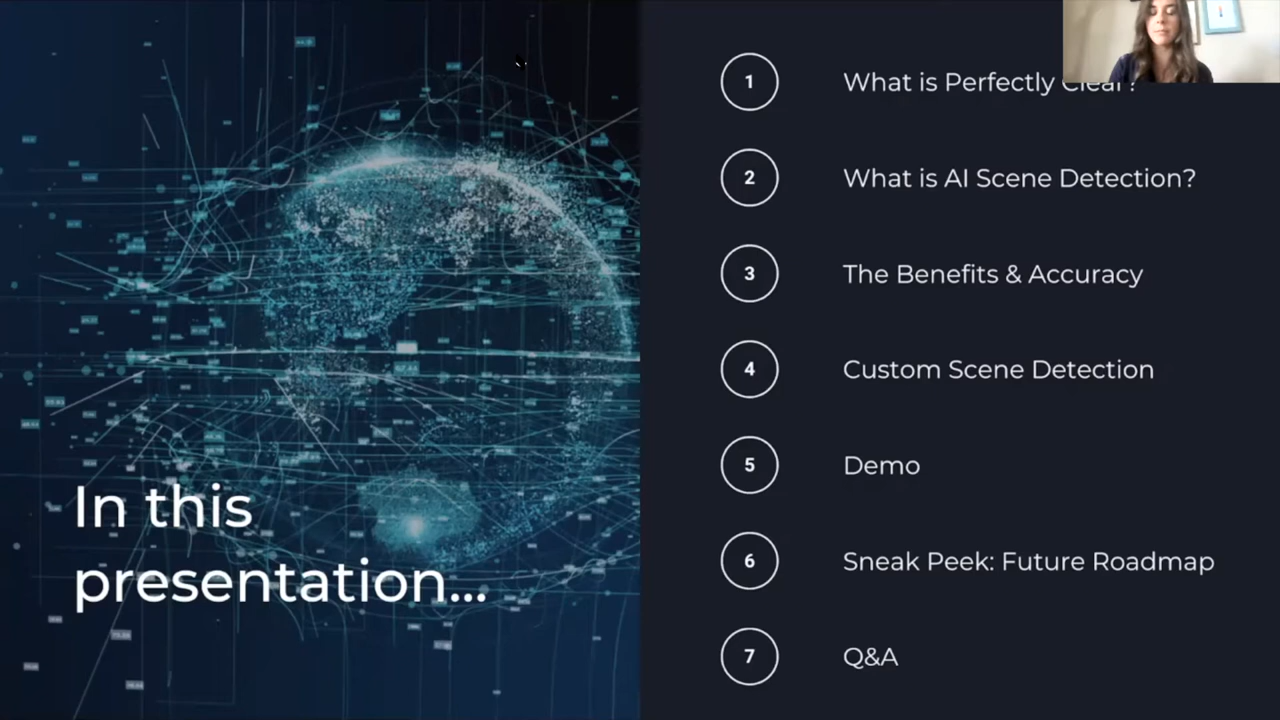 In this
presentation...
1 What is Perfectly Clear?
2 What is AI Scene Detection?
3 The Benefits & Accuracy
4 Custom Scene Detection
5 Demo
6 Sneak Peek: Future Roadmap
7 Q&A